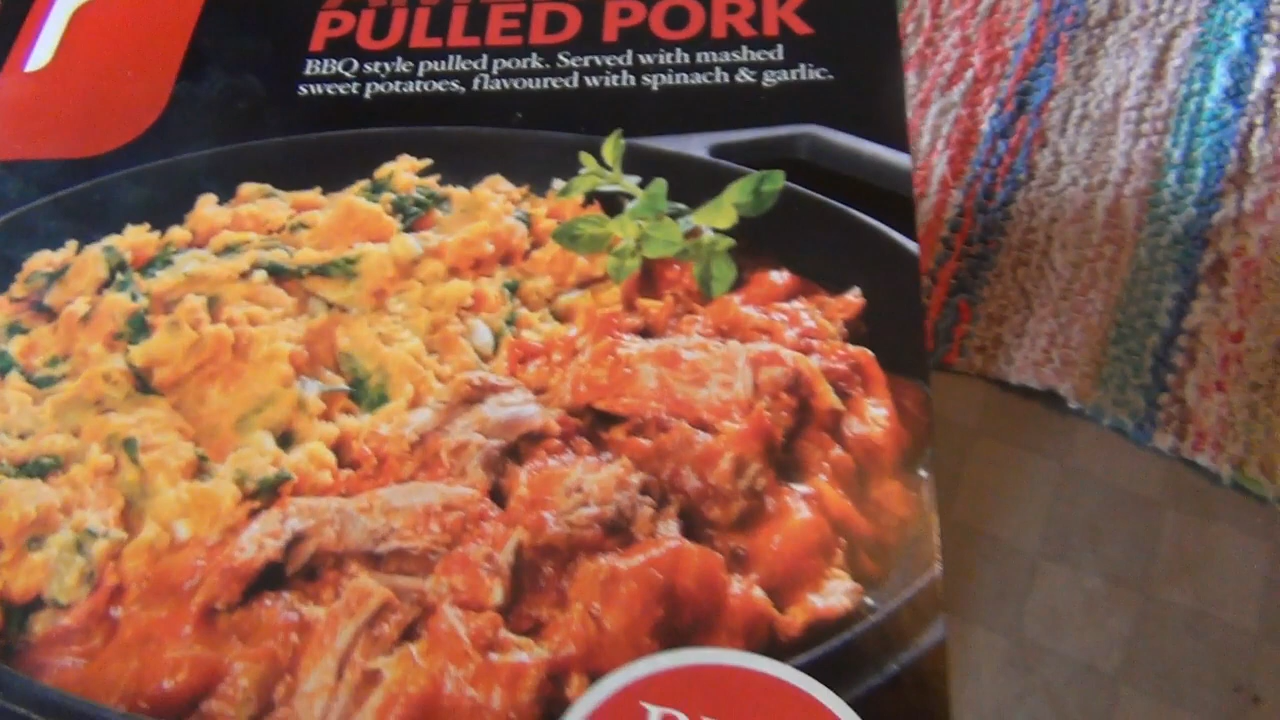 PULLED PORK
BBQ style pulled pork. Served with mashed
sweet potatoes, flavoured with spinach & garlic.